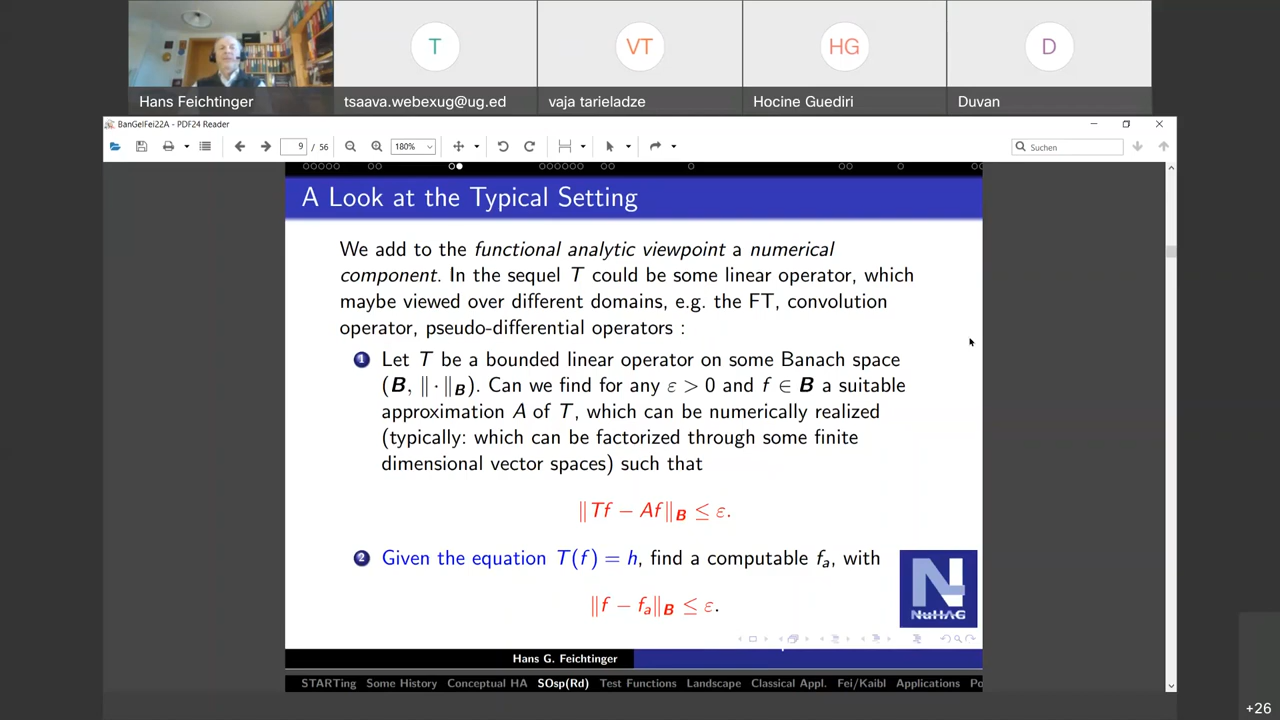 T
VT
HG
D
Hans Feichtinger
tsaava.webexug@ug.ed
vaja tarieladze
Hocine Guediri
Duvan
BanGelFei22A - PDF24 Reader
9 / 56
180%
Suchen
A Look at the Typical Setting
We add to the functional analytic viewpoint a numerical
component. In the sequel T could be some linear operator, which
maybe viewed over different domains, e.g. the FT, convolution
operator, pseudo-differential operators :
1 Let T be a bounded linear operator on some Banach space
(B, ‖·‖_B). Can we find for any ε > 0 and f ∈ B a suitable
approximation A of T, which can be numerically realized
(typically: which can be factorized through some finite
dimensional vector spaces) such that
‖Tf − Af‖_B ≤ ε.
2 Given the equation T(f) = h, find a computable f_a, with
‖f − f_a‖_B ≤ ε.
N
NuHAG
Hans G. Feichtinger
STARTing Some History Conceptual HA SOsp(Rd) Test Functions Landscape Classical Appl. Fei/Kaibl Applications Po
+26